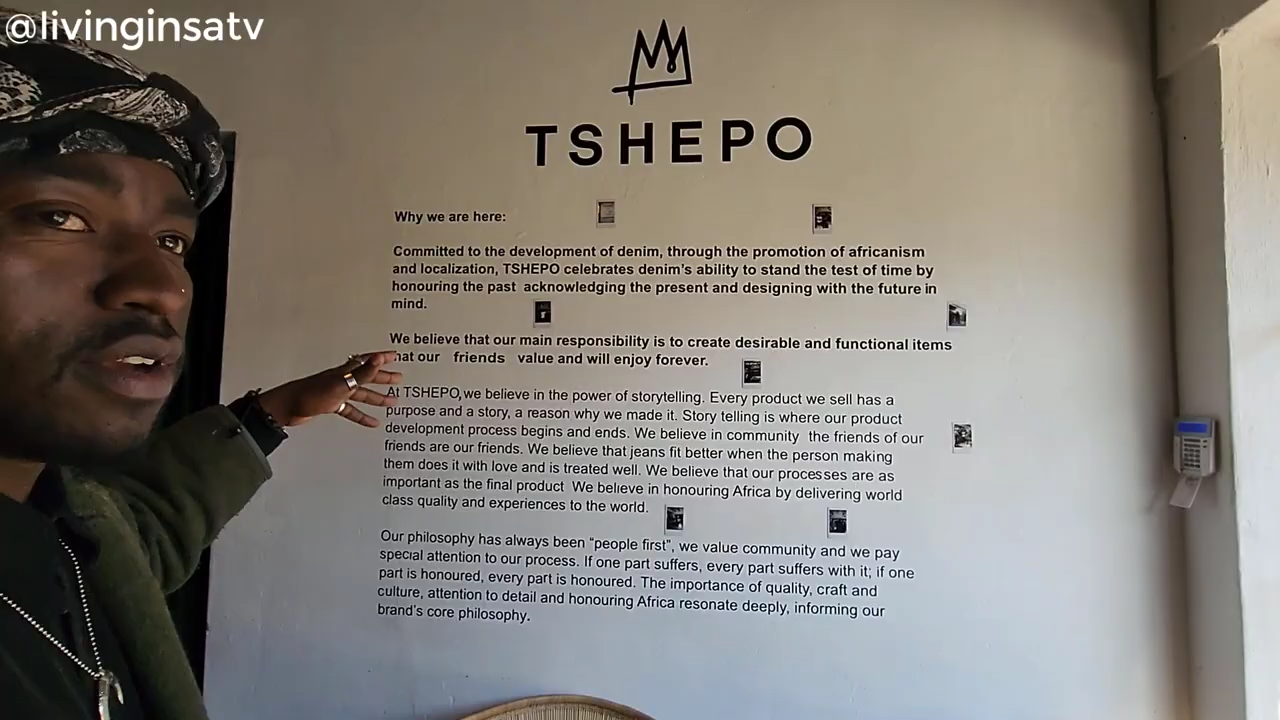 @livinginsatv
TSHEPO
Why we are here:
Committed to the development of denim, through the promotion of africanism
and localization, TSHEPO celebrates denim's ability to stand the test of time by
honouring the past acknowledging the present and designing with the future in
mind.
We believe that our main responsibility is to create desirable and functional items
hat our friends value and will enjoy forever.
At TSHEPO, we believe in the power of storytelling. Every product we sell has a
purpose and a story, a reason why we made it. Story telling is where our product
development process begins and ends. We believe in community the friends of our
friends are our friends. We believe that jeans fit better when the person making
them does it with love and is treated well. We believe that our processes are as
important as the final product We believe in honouring Africa by delivering world
class quality and experiences to the world.
Our philosophy has always been “people first”, we value community and we pay
special attention to our process. If one part suffers, every part suffers with it; if one
part is honoured, every part is honoured. The importance of quality, craft and
culture, attention to detail and honouring Africa resonate deeply, informing our
brand's core philosophy.